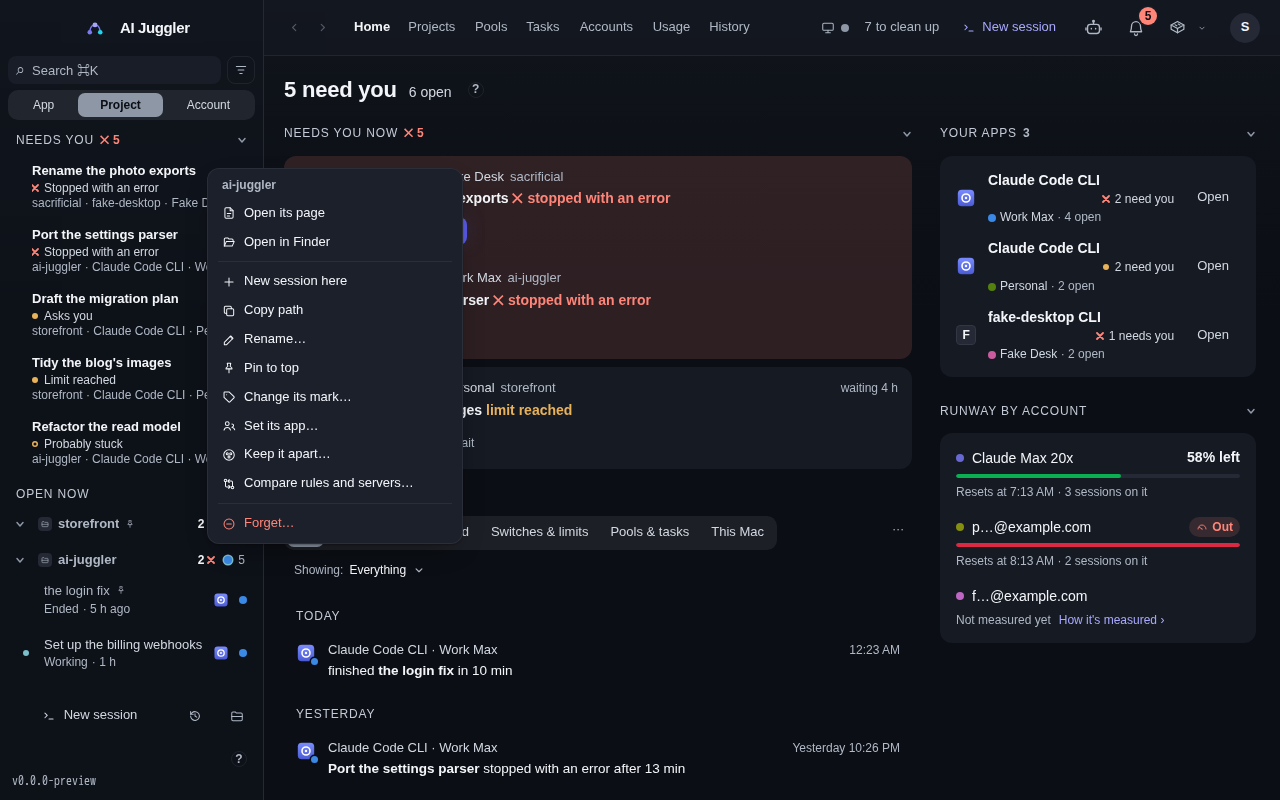 AI Juggler
Search ⌘K
App Project Account
NEEDS YOU 5
Rename the photo exports
Stopped with an error
sacrificial · fake-desktop · Fake D
Port the settings parser
Stopped with an error
ai-juggler · Claude Code CLI · Wo
Draft the migration plan
Asks you
storefront · Claude Code CLI · Pe
Tidy the blog's images
Limit reached
storefront · Claude Code CLI · Pe
Refactor the read model
Probably stuck
ai-juggler · Claude Code CLI · Wo
OPEN NOW
storefront 2
ai-juggler 2 5
the login fix
Ended · 5 h ago
Set up the billing webhooks
Working · 1 h
New session
?
v0.0.0-preview
Home Projects Pools Tasks Accounts Usage History
7 to clean up
New session
5
S
5 need you 6 open ?
NEEDS YOU NOW 5
ke Desk sacrificial
exports stopped with an error
rk Max ai-juggler
rser stopped with an error
rsonal storefront waiting 4 h
ges limit reached
ait
ai-juggler
Open its page
Open in Finder
New session here
Copy path
Rename…
Pin to top
Change its mark…
Set its app…
Keep it apart…
Compare rules and servers…
Forget…
d Switches & limits Pools & tasks This Mac ···
Showing: Everything
TODAY
Claude Code CLI · Work Max 12:23 AM
finished the login fix in 10 min
YESTERDAY
Claude Code CLI · Work Max Yesterday 10:26 PM
Port the settings parser stopped with an error after 13 min
YOUR APPS 3
Claude Code CLI
2 need you Open
Work Max · 4 open
Claude Code CLI
2 need you Open
Personal · 2 open
F fake-desktop CLI
1 needs you Open
Fake Desk · 2 open
RUNWAY BY ACCOUNT
Claude Max 20x 58% left
Resets at 7:13 AM · 3 sessions on it
p…@example.com Out
Resets at 8:13 AM · 2 sessions on it
f…@example.com
Not measured yet How it's measured ›